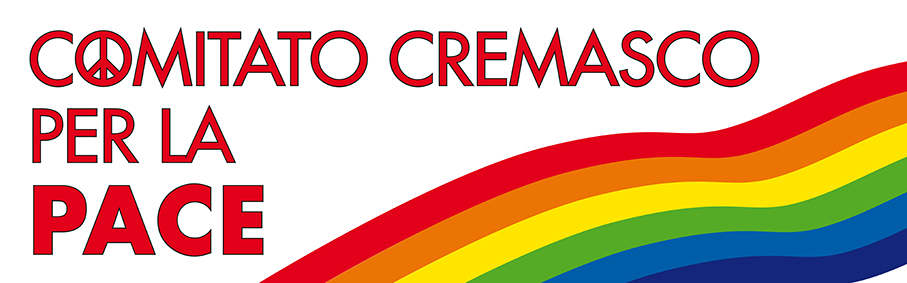 COMITATO CREMASCO
PER LA
PACE